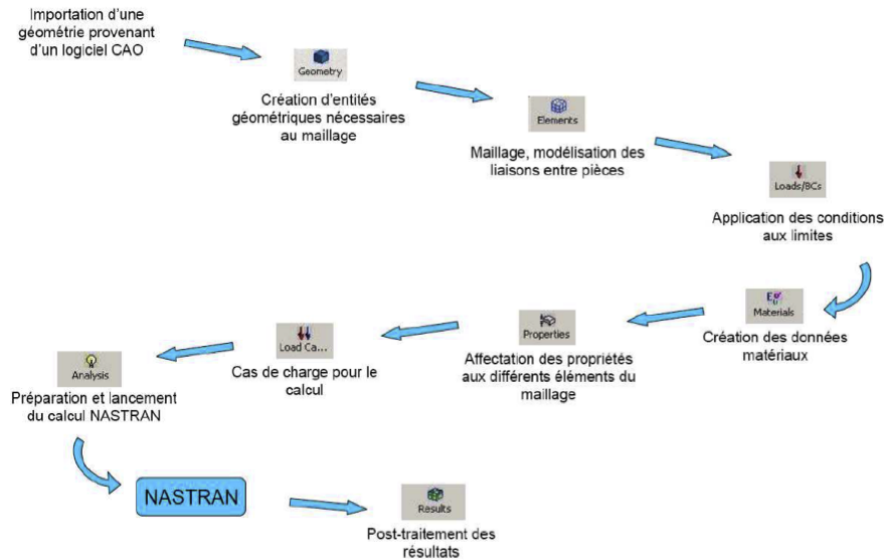 Importation d'une
géométrie provenant
d'un logiciel CAO
Geometry
Création d'entités
géométriques nécessaires
au maillage
Elements
Maillage, modélisation des
liaisons entre pièces
Loads/BCs
Application des conditions
aux limites
Materials
Création des données
matériaux
Properties
Affectation des propriétés
aux différents éléments du
maillage
Load Ca...
Cas de charge pour le
calcul
Analysis
Préparation et lancement
du calcul NASTRAN
NASTRAN
Results
Post-traitement des
résultats